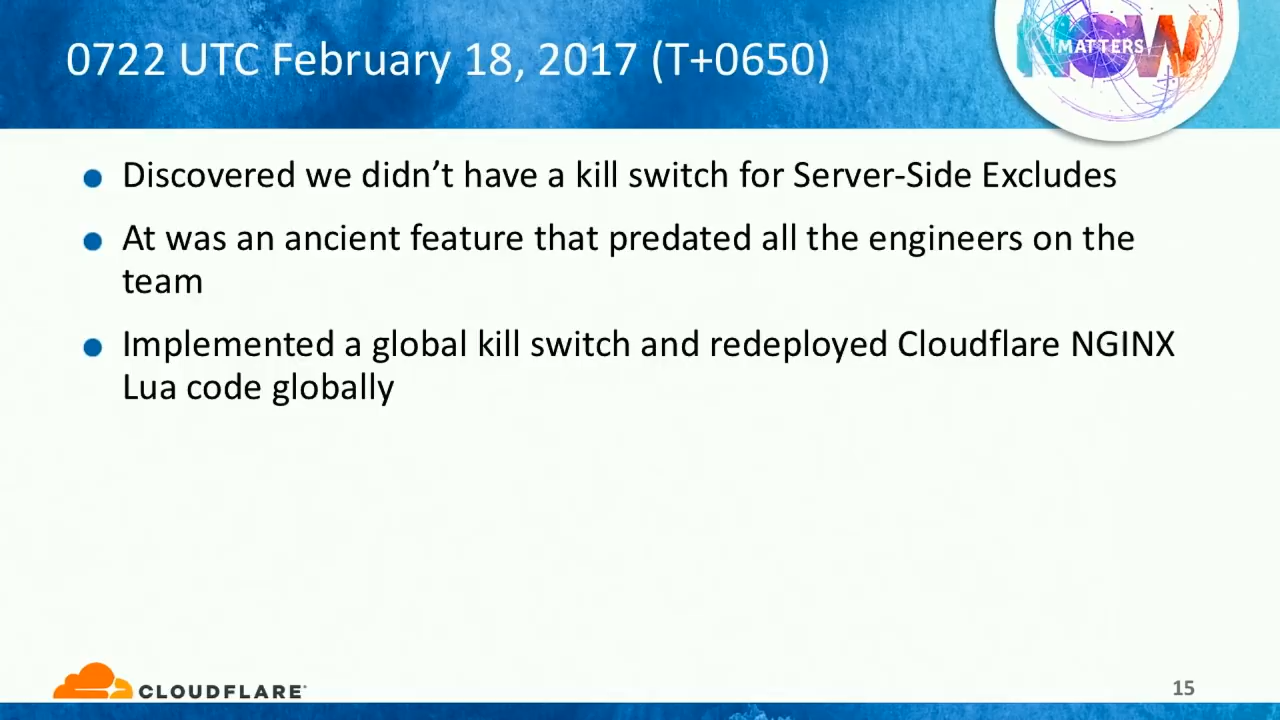 0722 UTC February 18, 2017 (T+0650)
NOW
MATTERS
● Discovered we didn’t have a kill switch for Server-Side Excludes
● At was an ancient feature that predated all the engineers on the
team
● Implemented a global kill switch and redeployed Cloudflare NGINX
Lua code globally
CLOUDFLARE
15